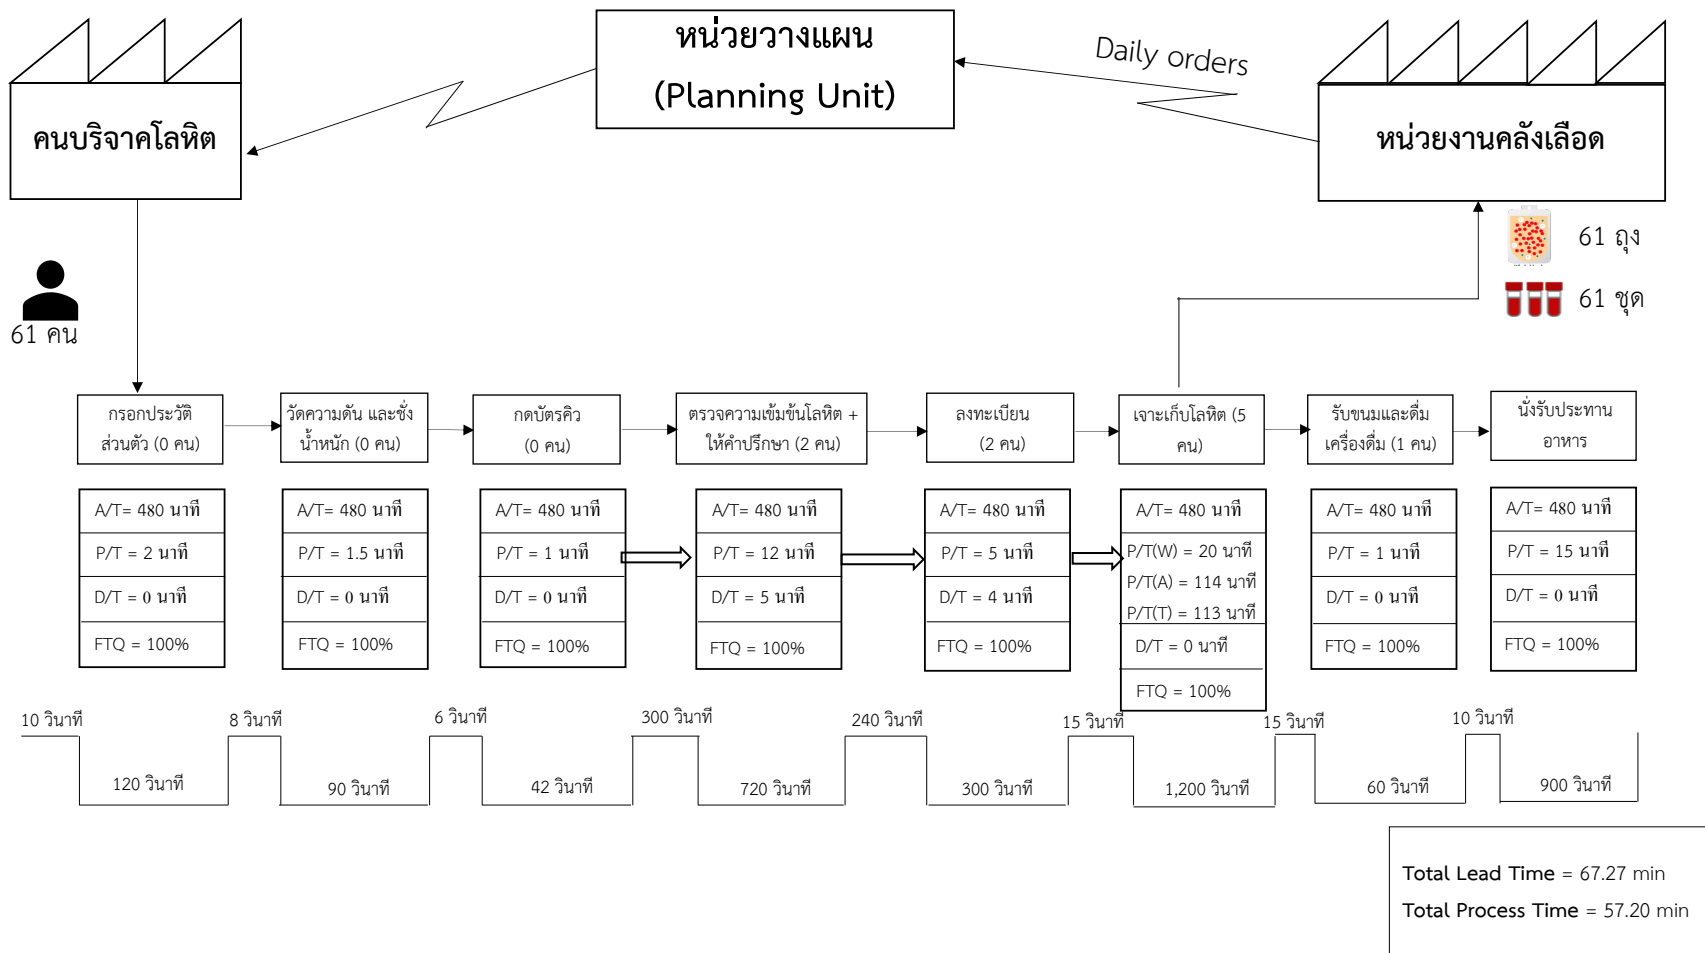 หน่วยวางแผน
(Planning Unit)
Daily orders
คนบริจาคโลหิต
หน่วยงานคลังเลือด
61 ถุง
61 ชุด
61 คน
กรอกประวัติ
ส่วนตัว (0 คน)
วัดความดัน และชั่ง
น้ำหนัก (0 คน)
กดบัตรคิว
(0 คน)
ตรวจความเข้มข้นโลหิต +
ให้คำปรึกษา (2 คน)
ลงทะเบียน
(2 คน)
เจาะเก็บโลหิต (5
คน)
รับขนมและดื่ม
เครื่องดื่ม (1 คน)
นั่งรับประทาน
อาหาร
A/T= 480 นาที
P/T = 2 นาที
D/T = 0 นาที
FTQ = 100%
A/T= 480 นาที
P/T = 1.5 นาที
D/T = 0 นาที
FTQ = 100%
A/T= 480 นาที
P/T = 1 นาที
D/T = 0 นาที
FTQ = 100%
A/T= 480 นาที
P/T = 12 นาที
D/T = 5 นาที
FTQ = 100%
A/T= 480 นาที
P/T = 5 นาที
D/T = 4 นาที
FTQ = 100%
A/T= 480 นาที
P/T(W) = 20 นาที
P/T(A) = 114 นาที
P/T(T) = 113 นาที
D/T = 0 นาที
FTQ = 100%
A/T= 480 นาที
P/T = 1 นาที
D/T = 0 นาที
FTQ = 100%
A/T= 480 นาที
P/T = 15 นาที
D/T = 0 นาที
FTQ = 100%
10 วินาที
8 วินาที
6 วินาที
300 วินาที
240 วินาที
15 วินาที
15 วินาที
10 วินาที
120 วินาที
90 วินาที
42 วินาที
720 วินาที
300 วินาที
1,200 วินาที
60 วินาที
900 วินาที
Total Lead Time = 67.27 min
Total Process Time = 57.20 min